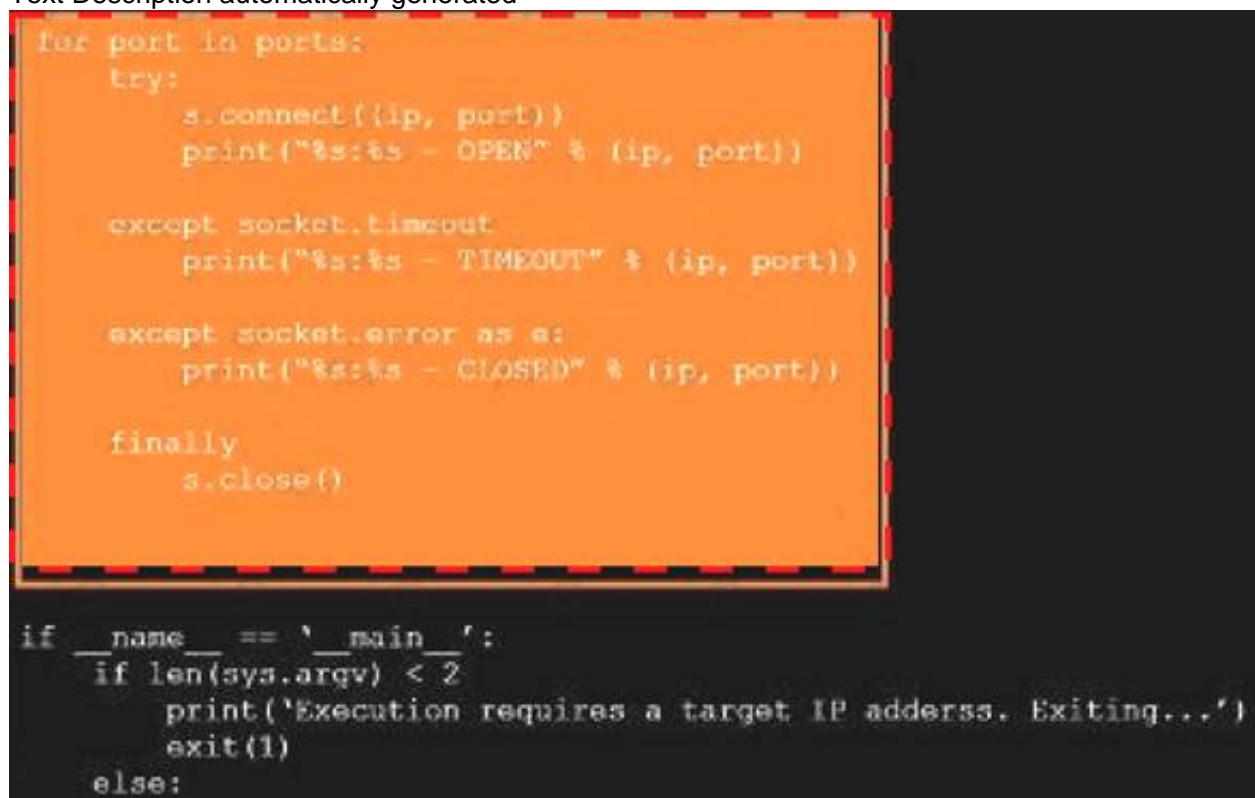 Text Description automatically generated
for port in ports:
try:
s.connect((ip, port))
print("%s:%s - OPEN" % (ip, port))
except socket.timeout
print("%s:%s - TIMEOUT" % (ip, port))
except socket.error as e:
print("%s:%s - CLOSED" % (ip, port))
finally
s.close()
if __name__ == '__main__':
if len(sys.argv) < 2
print('Execution requires a target IP adderss. Exiting...')
exit(1)
else: